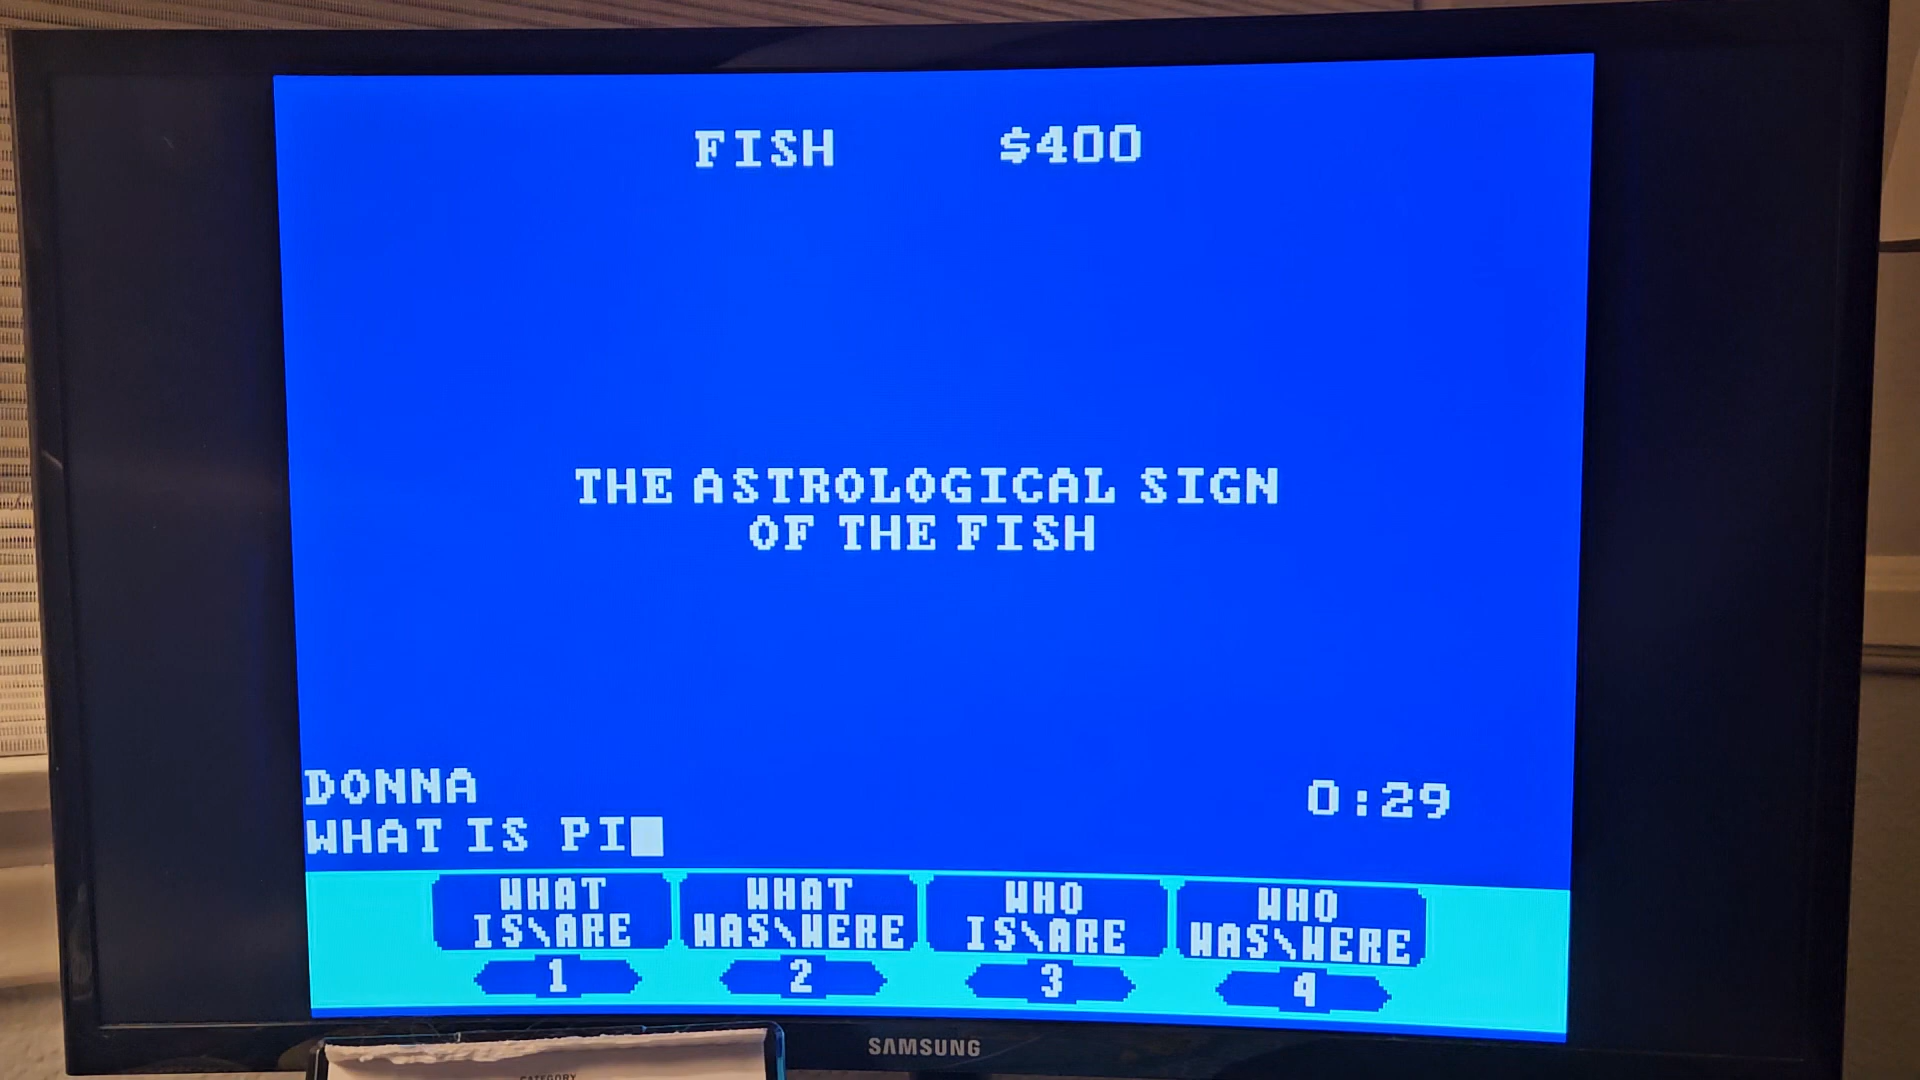 FISH $400
THE ASTROLOGICAL SIGN
OF THE FISH
DONNA
0:29
WHAT IS PI
WHAT IS\ARE
WHAT WAS\WERE
WHO IS\ARE
WHO WAS\WERE
1 2 3 4
SAMSUNG
CATEGORY